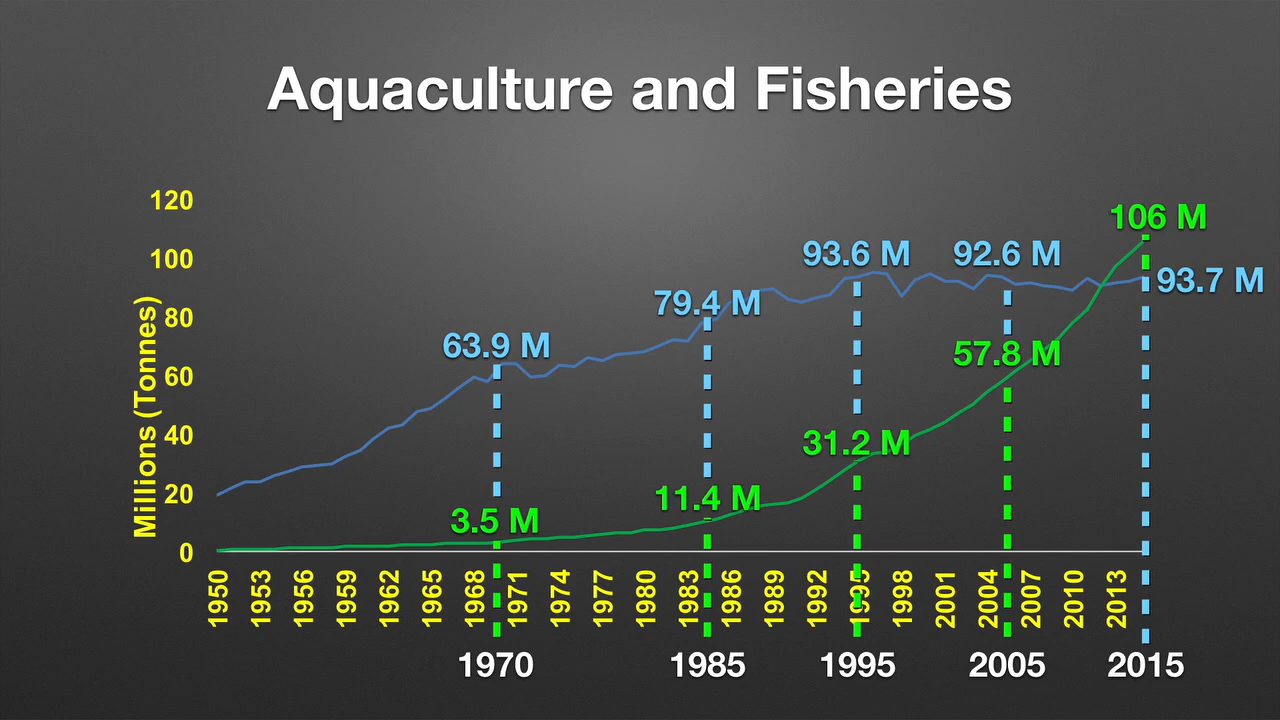 Aquaculture and Fisheries
Millions (Tonnes)
120
100
80
60
40
20
0
106 M
93.6 M
92.6 M
93.7 M
79.4 M
63.9 M
57.8 M
31.2 M
11.4 M
3.5 M
1950
1953
1956
1959
1962
1965
1968
1971
1974
1977
1980
1983
1986
1989
1992
1995
1998
2001
2004
2007
2010
2013
1970
1985
1995
2005
2015